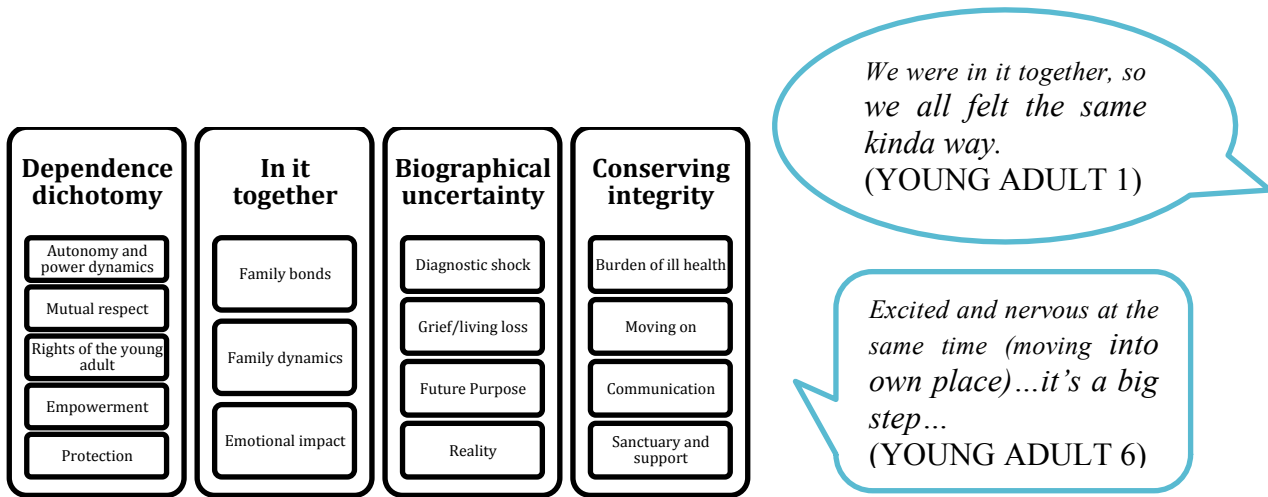 Dependence
dichotomy
Autonomy and
power dynamics
Mutual respect
Rights of the young
adult
Empowerment
Protection
In it
together
Family bonds
Family dynamics
Emotional impact
Biographical
uncertainty
Diagnostic shock
Grief/living loss
Future Purpose
Reality
Conserving
integrity
Burden of ill health
Moving on
Communication
Sanctuary and
support
We were in it together, so
we all felt the same
kinda way.
(YOUNG ADULT 1)
Excited and nervous at the
same time (moving into
own place)…it’s a big
step…
(YOUNG ADULT 6)